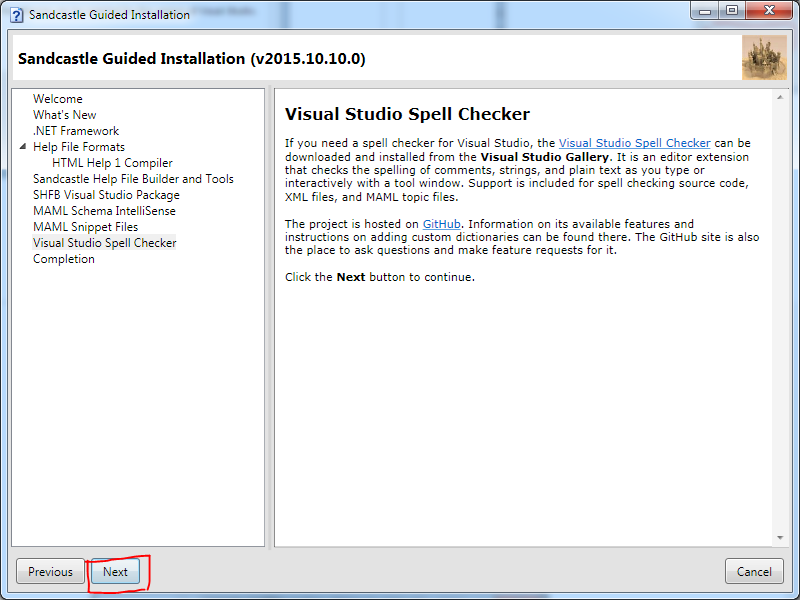 Sandcastle Guided Installation
Sandcastle Guided Installation (v2015.10.10.0)
Welcome
What's New
.NET Framework
Help File Formats
HTML Help 1 Compiler
Sandcastle Help File Builder and Tools
SHFB Visual Studio Package
MAML Schema IntelliSense
MAML Snippet Files
Visual Studio Spell Checker
Completion
Visual Studio Spell Checker
If you need a spell checker for Visual Studio, the Visual Studio Spell Checker can be
downloaded and installed from the Visual Studio Gallery. It is an editor extension
that checks the spelling of comments, strings, and plain text as you type or
interactively with a tool window. Support is included for spell checking source code,
XML files, and MAML topic files.
The project is hosted on GitHub. Information on its available features and
instructions on adding custom dictionaries can be found there. The GitHub site is also
the place to ask questions and make feature requests for it.
Click the Next button to continue.
Previous
Next
Cancel